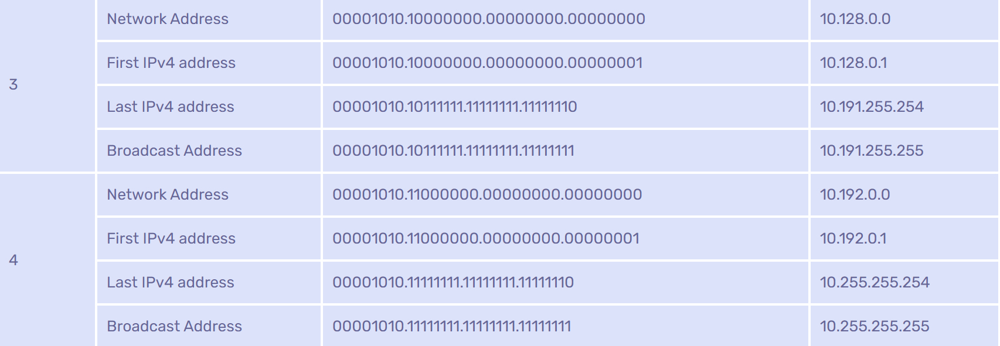 Network Address 00001010.10000000.00000000.00000000 10.128.0.0
First IPv4 address 00001010.10000000.00000000.00000001 10.128.0.1
3
Last IPv4 address 00001010.10111111.11111111.11111110 10.191.255.254
Broadcast Address 00001010.10111111.11111111.11111111 10.191.255.255
Network Address 00001010.11000000.00000000.00000000 10.192.0.0
First IPv4 address 00001010.11000000.00000000.00000001 10.192.0.1
4
Last IPv4 address 00001010.11111111.11111111.11111110 10.255.255.254
Broadcast Address 00001010.11111111.11111111.11111111 10.255.255.255